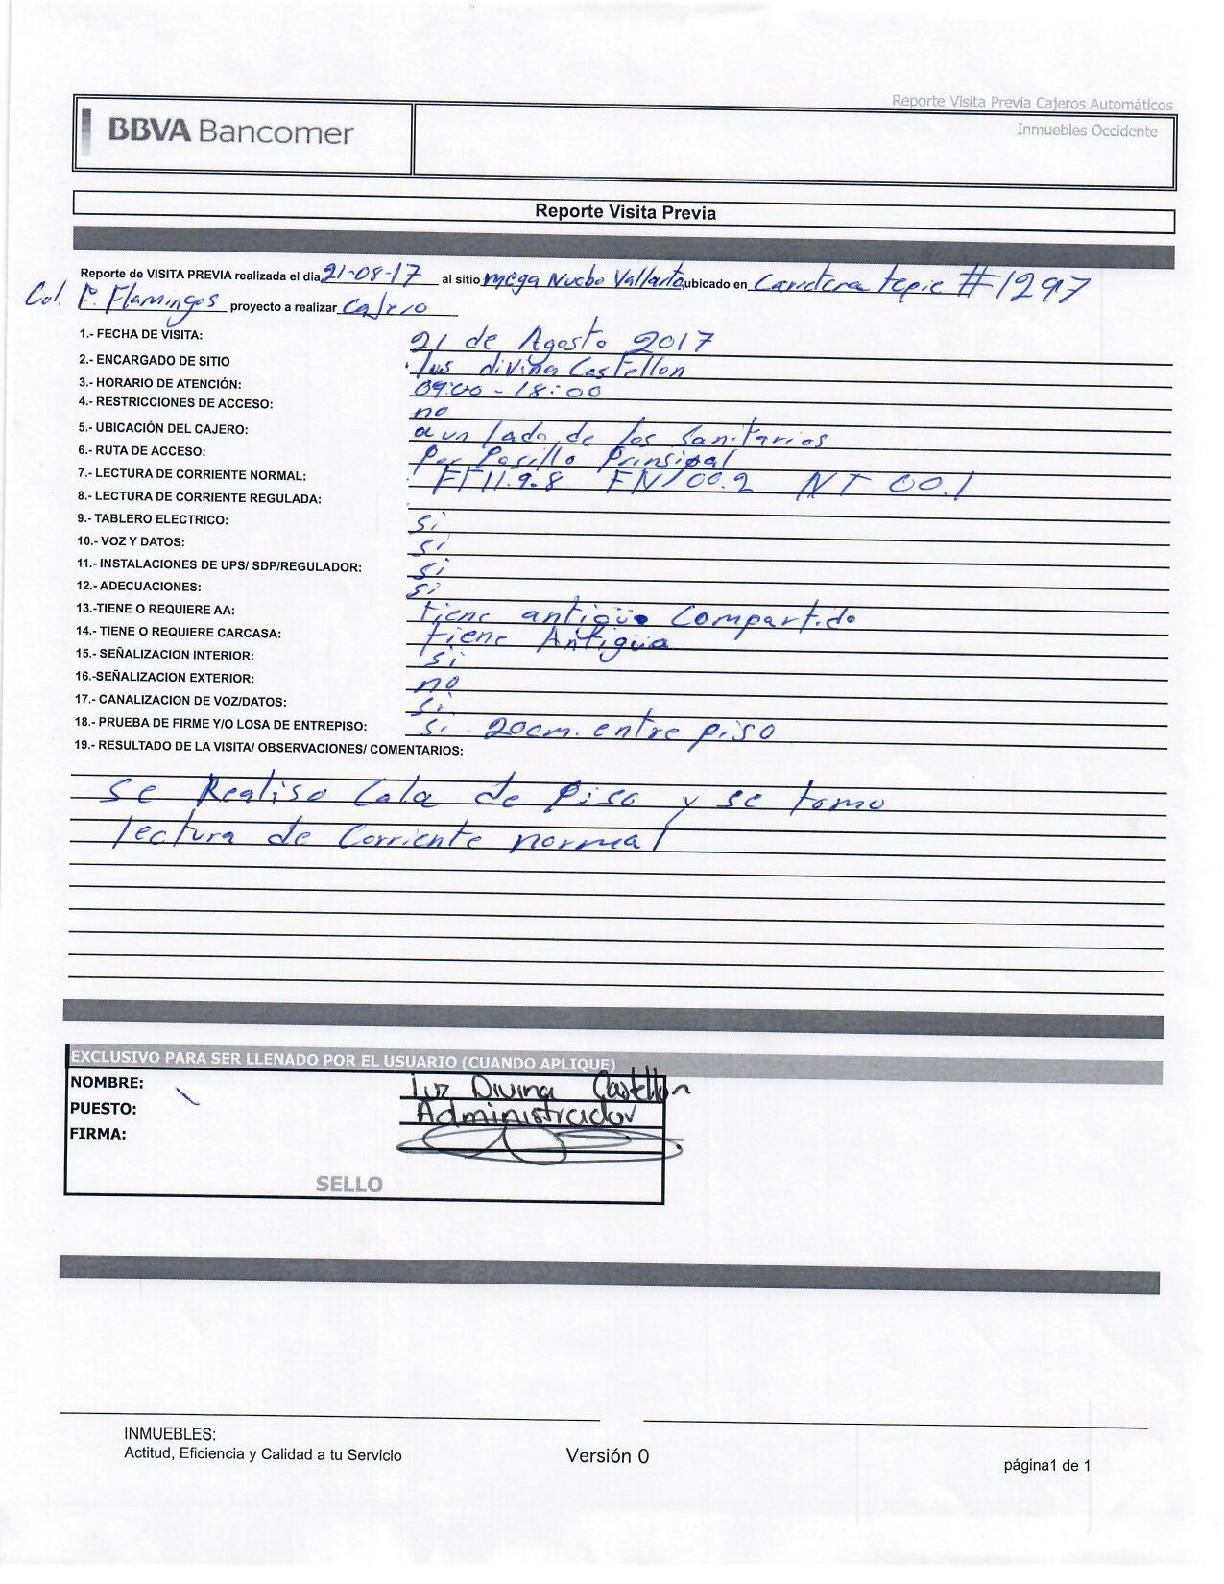 Reporte Visita Previa Cajeros Automáticos
BBVA Bancomer
Inmuebles Occidente
Reporte Visita Previa
Reporte de VISITA PREVIA realizada el dia 21-08-17 al sitio mega Nuebo Vallarta ubicado en Carretera tepic #1297
Col. F. Flamingos proyecto a realizar Cajero
1.- FECHA DE VISITA: 21 de Agosto 2017
2.- ENCARGADO DE SITIO lus divina Castellon
3.- HORARIO DE ATENCIÓN: 09:00 - 18:00
4.- RESTRICCIONES DE ACCESO: no
5.- UBICACIÓN DEL CAJERO: a un lado de los sanitarios
6.- RUTA DE ACCESO: Por Pasillo Prinsipal
7.- LECTURA DE CORRIENTE NORMAL: FT 119.8 FN/00.2 NT 00.1
8.- LECTURA DE CORRIENTE REGULADA:
9.- TABLERO ELECTRICO: si
10.- VOZ Y DATOS: si
11.- INSTALACIONES DE UPS/ SDP/REGULADOR: si
12.- ADECUACIONES: si
13.-TIENE O REQUIERE AA: tiene antigüo Compartido
14.- TIENE O REQUIERE CARCASA: tiene Antigüa
15.- SEÑALIZACION INTERIOR: si
16.-SEÑALIZACION EXTERIOR: no
17.- CANALIZACION DE VOZ/DATOS: si
18.- PRUEBA DE FIRME Y/O LOSA DE ENTREPISO: si 20cm. entre piso
19.- RESULTADO DE LA VISITA/ OBSERVACIONES/ COMENTARIOS:
se Realiso Cala de Piso y se tomo
lectura de Corriente normal
EXCLUSIVO PARA SER LLENADO POR EL USUARIO (CUANDO APLIQUE)
NOMBRE: Luz Divina Castellón
PUESTO: Administrador
FIRMA:
SELLO
INMUEBLES:
Actitud, Eficiencia y Calidad a tu Servicio
Versión 0
página1 de 1